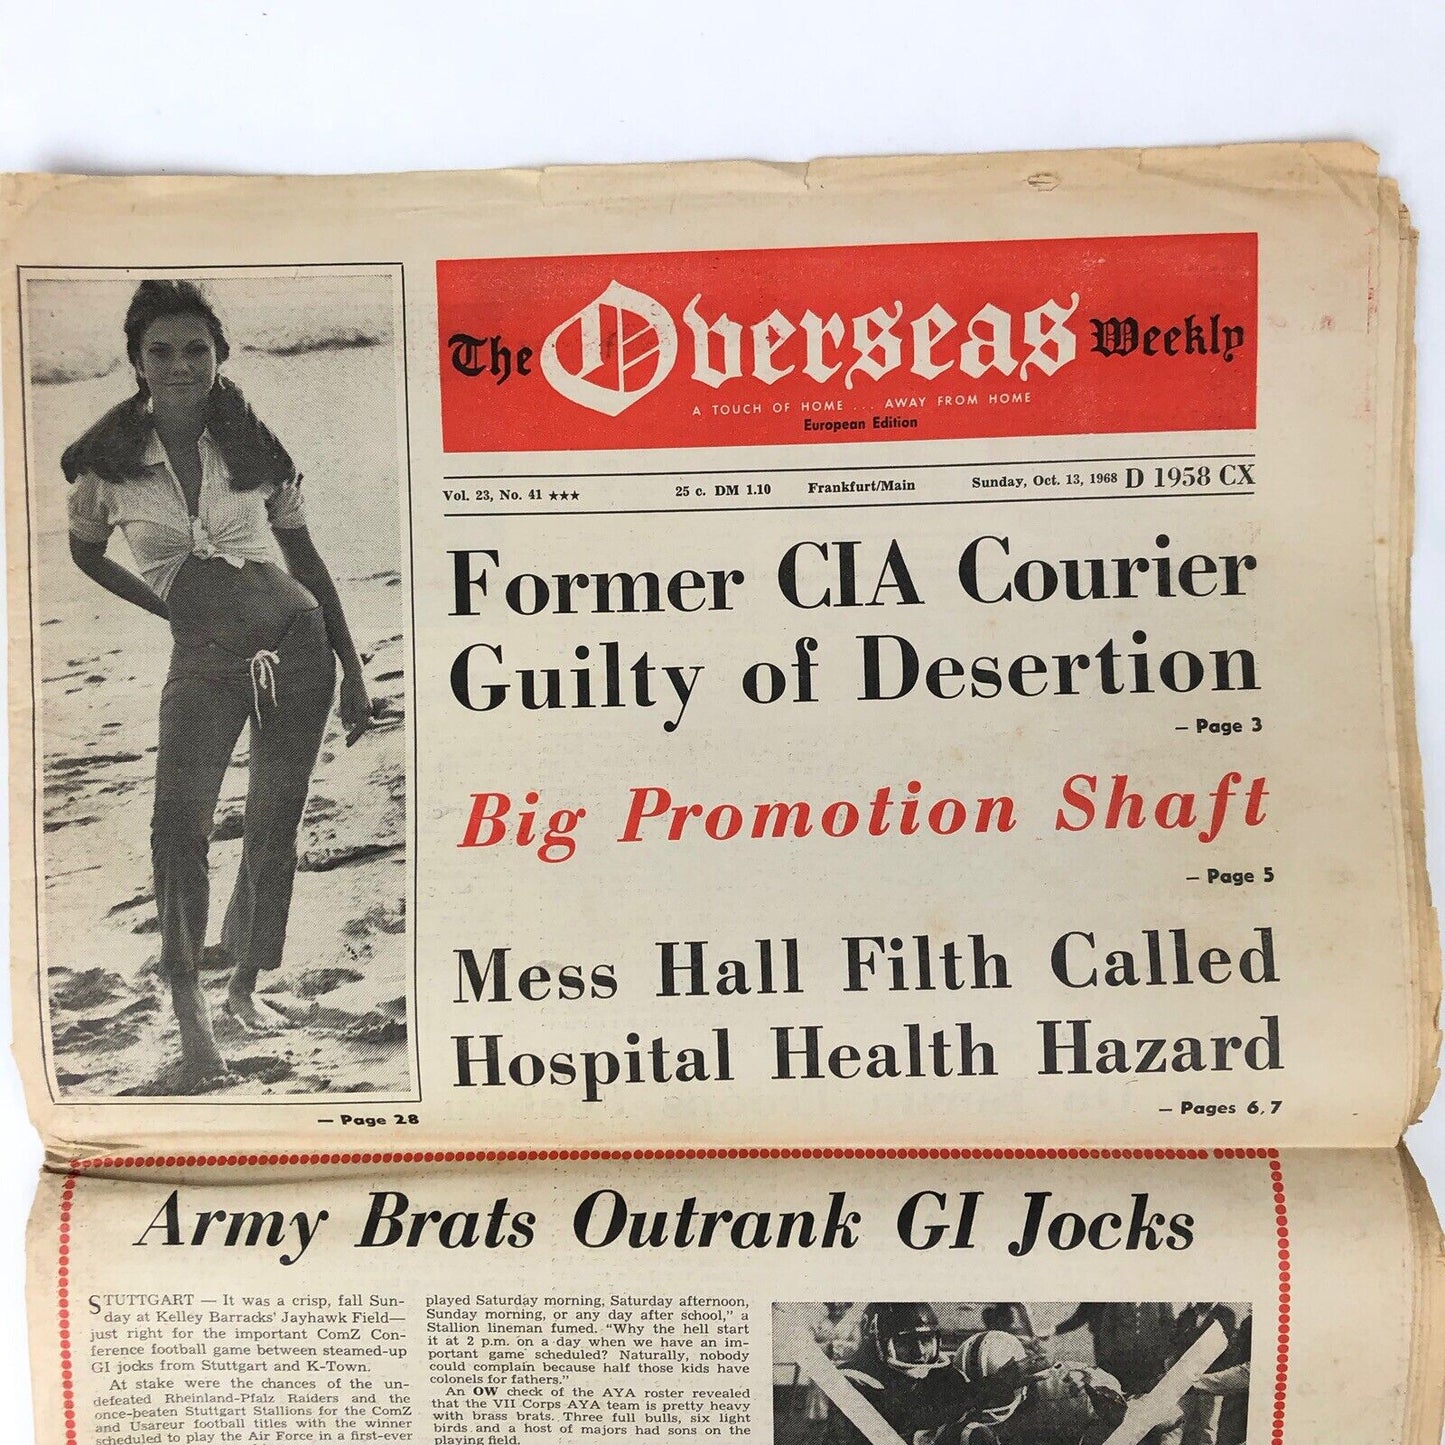 The Overseas Weekly
A TOUCH OF HOME ... AWAY FROM HOME
European Edition
Vol. 23, No. 41 ★★★ 25 c. DM 1.10 Frankfurt/Main Sunday, Oct. 13, 1968 D 1958 CX
Former CIA Courier
Guilty of Desertion
— Page 3
Big Promotion Shaft
— Page 5
Mess Hall Filth Called
Hospital Health Hazard
— Pages 6, 7
— Page 28
Army Brats Outrank GI Jocks
STUTTGART — It was a crisp, fall Sun-
day at Kelley Barracks' Jayhawk Field—
just right for the important ComZ Con-
ference football game between steamed-up
GI jocks from Stuttgart and K-Town.
At stake were the chances of the un-
defeated Rheinland-Pfalz Raiders and the
once-beaten Stuttgart Stallions for the ComZ
and Usareur football titles with the winner
scheduled to play the Air Force in a first-ever
played Saturday morning, Saturday afternoon,
Sunday morning, or any day after school," a
Stallion lineman fumed. "Why the hell start
it at 2 p.m. on a day when we have an im-
portant game scheduled? Naturally, nobody
could complain because half those kids have
colonels for fathers."
An OW check of the AYA roster revealed
that the VII Corps AYA team is pretty heavy
with brass brats. Three full bulls, six light
birds and a host of majors had sons on the
playing field.